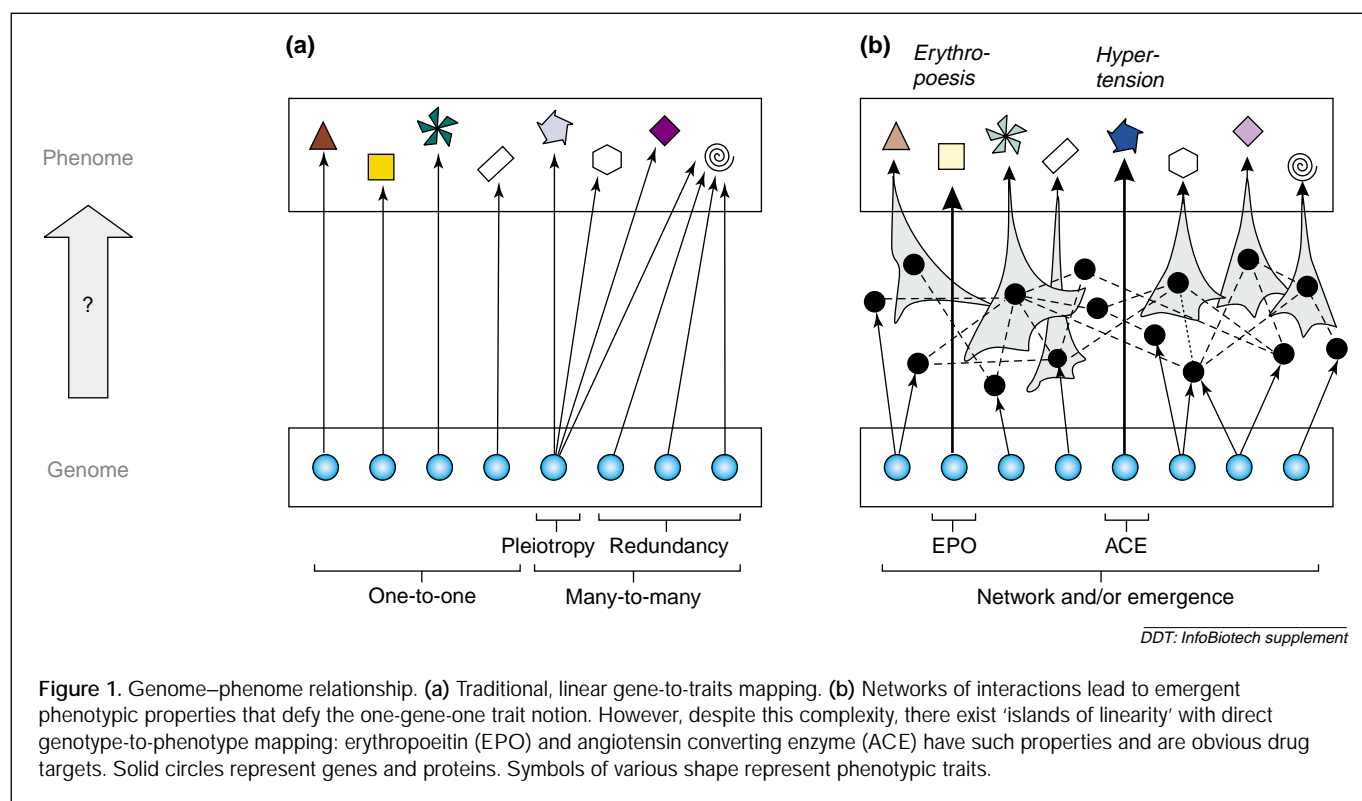 (a)
(b)
Erythro-
poesis
Hyper-
tension
Phenome
?
Genome
Pleiotropy
Redundancy
One-to-one
Many-to-many
EPO
ACE
Network and/or emergence
DDT: InfoBiotech supplement
Figure 1. Genome–phenome relationship. (a) Traditional, linear gene-to-traits mapping. (b) Networks of interactions lead to emergent
phenotypic properties that defy the one-gene-one trait notion. However, despite this complexity, there exist ‘islands of linearity’ with direct
genotype-to-phenotype mapping: erythropoeitin (EPO) and angiotensin converting enzyme (ACE) have such properties and are obvious drug
targets. Solid circles represent genes and proteins. Symbols of various shape represent phenotypic traits.